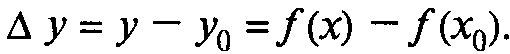 Δ y = y − y₀ = f(x) − f(x₀).